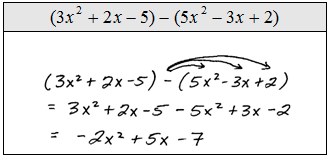 (3x² + 2x − 5) − (5x² − 3x + 2)
(3x² + 2x − 5) − (5x² − 3x + 2)
= 3x² + 2x − 5 − 5x² + 3x − 2
= −2x² + 5x − 7